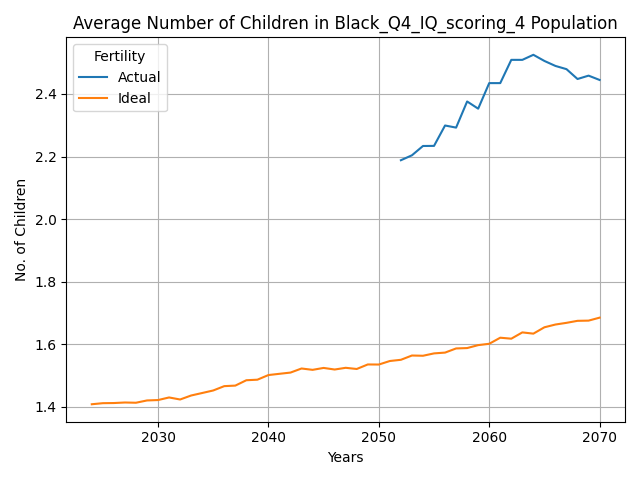 Average Number of Children in Black_Q4_IQ_scoring_4 Population
Fertility
Actual
Ideal
No. of Children
2.4
2.2
2.0
1.8
1.6
1.4
2030 2040 2050 2060 2070
Years